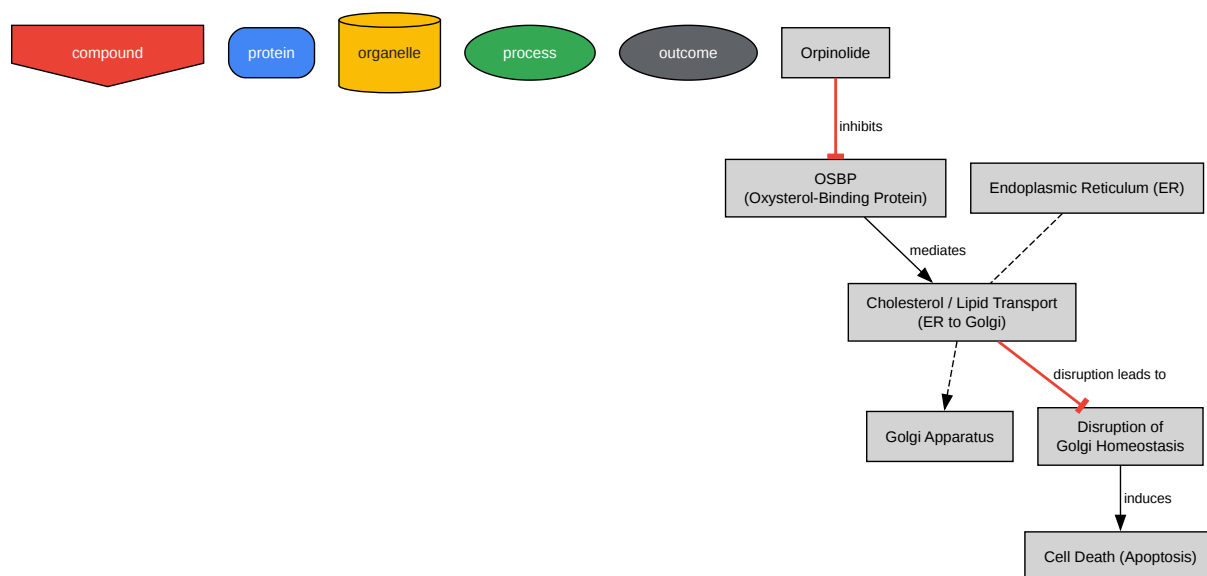 compound
protein
organelle
process
outcome
Orpinolide
inhibits
OSBP
(Oxysterol-Binding Protein)
Endoplasmic Reticulum (ER)
mediates
Cholesterol / Lipid Transport
(ER to Golgi)
disruption leads to
Golgi Apparatus
Disruption of
Golgi Homeostasis
induces
Cell Death (Apoptosis)